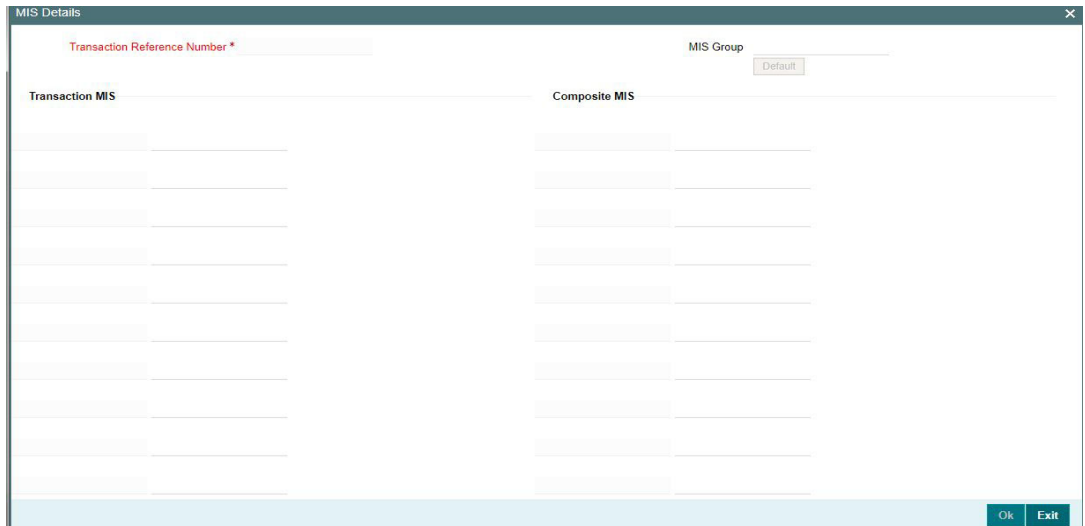 MIS Details
Transaction Reference Number *
MIS Group
Default
Transaction MIS
Composite MIS
Ok
Exit